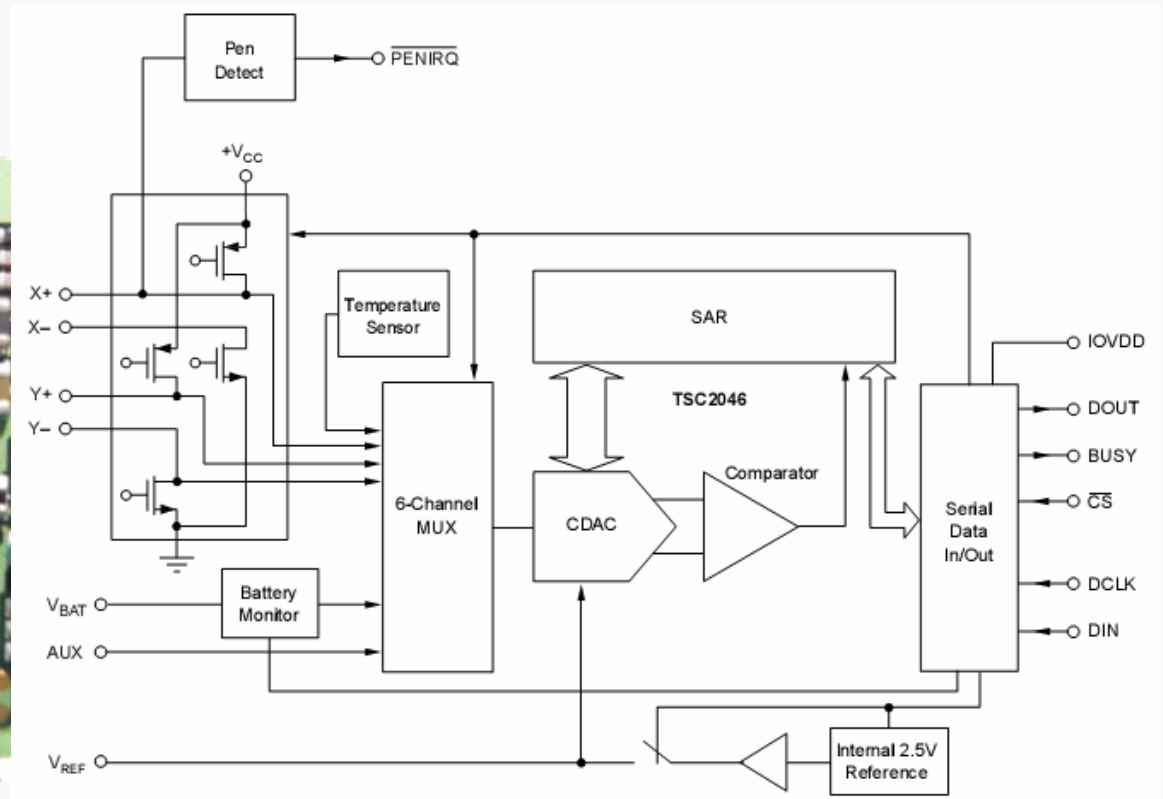 Pen
Detect
PENIRQ
+VCC
X+
X–
Y+
Y–
Temperature
Sensor
SAR
TSC2046
6-Channel
MUX
CDAC
Comparator
Serial
Data
In/Out
IOVDD
DOUT
BUSY
CS
DCLK
DIN
VBAT
Battery
Monitor
AUX
VREF
Internal 2.5V
Reference